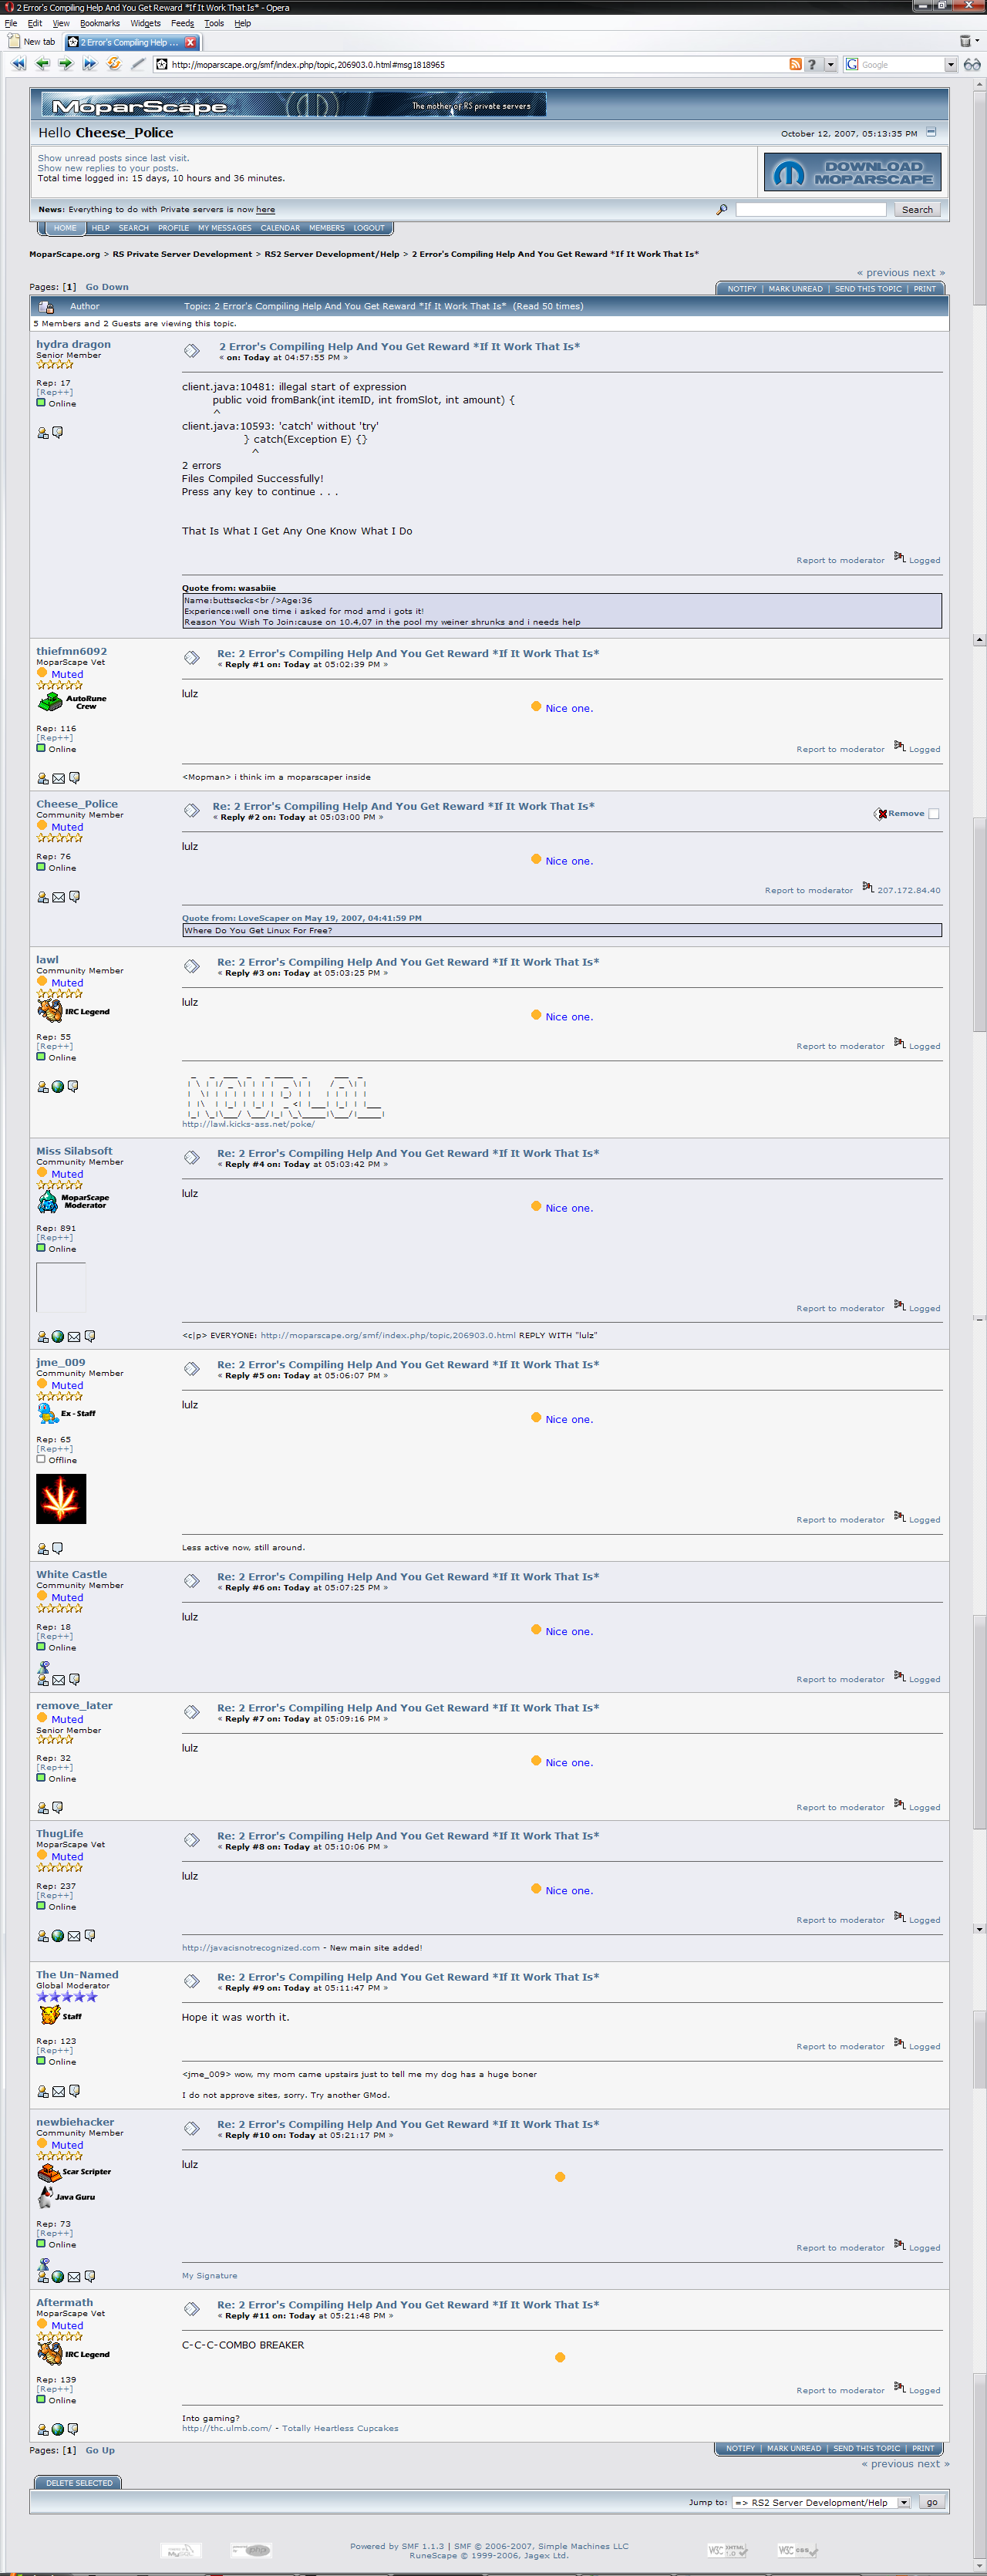 2 Error's Compiling Help And You Get Reward *If It Work That Is* - Opera
File Edit View Bookmarks Widgets Feeds Tools Help
New tab
2 Error's Compiling Help ...
http://moparscape.org/smf/index.php/topic,206903.0.html#msg1818965
Google
MoparScape
The mother of RS private servers
Hello Cheese_Police
October 12, 2007, 05:13:35 PM
Show unread posts since last visit.
Show new replies to your posts.
Total time logged in: 15 days, 10 hours and 36 minutes.
DOWNLOAD
MOPARSCAPE
News: Everything to do with Private servers is now here
Search
HOME HELP SEARCH PROFILE MY MESSAGES CALENDAR MEMBERS LOGOUT
MoparScape.org > RS Private Server Development > RS2 Server Development/Help > 2 Error's Compiling Help And You Get Reward *If It Work That Is*
« previous next »
Pages: [1] Go Down
NOTIFY | MARK UNREAD | SEND THIS TOPIC | PRINT
Author Topic: 2 Error's Compiling Help And You Get Reward *If It Work That Is* (Read 50 times)
5 Members and 2 Guests are viewing this topic.
hydra dragon
Senior Member
Rep: 17
[Rep++]
Online
2 Error's Compiling Help And You Get Reward *If It Work That Is*
« on: Today at 04:57:55 PM »
client.java:10481: illegal start of expression
public void fromBank(int itemID, int fromSlot, int amount) {
^
client.java:10593: 'catch' without 'try'
} catch(Exception E) {}
^
2 errors
Files Compiled Successfully!
Press any key to continue . . .
That Is What I Get Any One Know What I Do
Report to moderator Logged
Quote from: wasabiie
Name:buttsecks<br />Age:36
Experience:well one time i asked for mod amd i gots it!
Reason You Wish To Join:cause on 10.4,07 in the pool my weiner shrunks and i needs help
thiefmn6092
MoparScape Vet
Muted
AutoRune
Crew
Rep: 116
[Rep++]
Online
Re: 2 Error's Compiling Help And You Get Reward *If It Work That Is*
« Reply #1 on: Today at 05:02:39 PM »
lulz
Nice one.
Report to moderator Logged
<Mopman> i think im a moparscaper inside
Cheese_Police
Community Member
Muted
Rep: 76
Online
Re: 2 Error's Compiling Help And You Get Reward *If It Work That Is*
« Reply #2 on: Today at 05:03:00 PM »
Remove
lulz
Nice one.
Report to moderator 207.172.84.40
Quote from: LoveScaper on May 19, 2007, 04:41:59 PM
Where Do You Get Linux For Free?
lawl
Community Member
Muted
IRC Legend
Rep: 55
[Rep++]
Online
Re: 2 Error's Compiling Help And You Get Reward *If It Work That Is*
« Reply #3 on: Today at 05:03:25 PM »
lulz
Nice one.
Report to moderator Logged
http://lawl.kicks-ass.net/poke/
Miss Silabsoft
Community Member
Muted
MoparScape
Moderator
Rep: 891
[Rep++]
Online
Re: 2 Error's Compiling Help And You Get Reward *If It Work That Is*
« Reply #4 on: Today at 05:03:42 PM »
lulz
Nice one.
Report to moderator Logged
<c|p> EVERYONE: http://moparscape.org/smf/index.php/topic,206903.0.html REPLY WITH "lulz"
jme_009
Community Member
Muted
Ex - Staff
Rep: 65
[Rep++]
Offline
Re: 2 Error's Compiling Help And You Get Reward *If It Work That Is*
« Reply #5 on: Today at 05:06:07 PM »
lulz
Nice one.
Report to moderator Logged
Less active now, still around.
White Castle
Community Member
Muted
Rep: 18
[Rep++]
Online
Re: 2 Error's Compiling Help And You Get Reward *If It Work That Is*
« Reply #6 on: Today at 05:07:25 PM »
lulz
Nice one.
Report to moderator Logged
remove_later
Muted
Senior Member
Rep: 32
[Rep++]
Online
Re: 2 Error's Compiling Help And You Get Reward *If It Work That Is*
« Reply #7 on: Today at 05:09:16 PM »
lulz
Nice one.
Report to moderator Logged
ThugLife
MoparScape Vet
Muted
Rep: 237
[Rep++]
Online
Re: 2 Error's Compiling Help And You Get Reward *If It Work That Is*
« Reply #8 on: Today at 05:10:06 PM »
lulz
Nice one.
Report to moderator Logged
http://javacisnotrecognized.com - New main site added!
The Un-Named
Global Moderator
Staff
Rep: 123
[Rep++]
Online
Re: 2 Error's Compiling Help And You Get Reward *If It Work That Is*
« Reply #9 on: Today at 05:11:47 PM »
Hope it was worth it.
Report to moderator Logged
<jme_009> wow, my mom came upstairs just to tell me my dog has a huge boner
I do not approve sites, sorry. Try another GMod.
newbiehacker
Community Member
Muted
Scar Scripter
Java Guru
Rep: 73
[Rep++]
Online
Re: 2 Error's Compiling Help And You Get Reward *If It Work That Is*
« Reply #10 on: Today at 05:21:17 PM »
lulz
Report to moderator Logged
My Signature
Aftermath
MoparScape Vet
Muted
IRC Legend
Rep: 139
[Rep++]
Online
Re: 2 Error's Compiling Help And You Get Reward *If It Work That Is*
« Reply #11 on: Today at 05:21:48 PM »
C-C-C-COMBO BREAKER
Report to moderator Logged
Into gaming?
http://thc.ulmb.com/ - Totally Heartless Cupcakes
Pages: [1] Go Up
NOTIFY | MARK UNREAD | SEND THIS TOPIC | PRINT
« previous next »
DELETE SELECTED
Jump to: => RS2 Server Development/Help go
Powered by SMF 1.1.3 | SMF © 2006-2007, Simple Machines LLC
RuneScape © 1999-2006, Jagex Ltd.
MySQL
php
W3C XHTML 1.0
W3C css